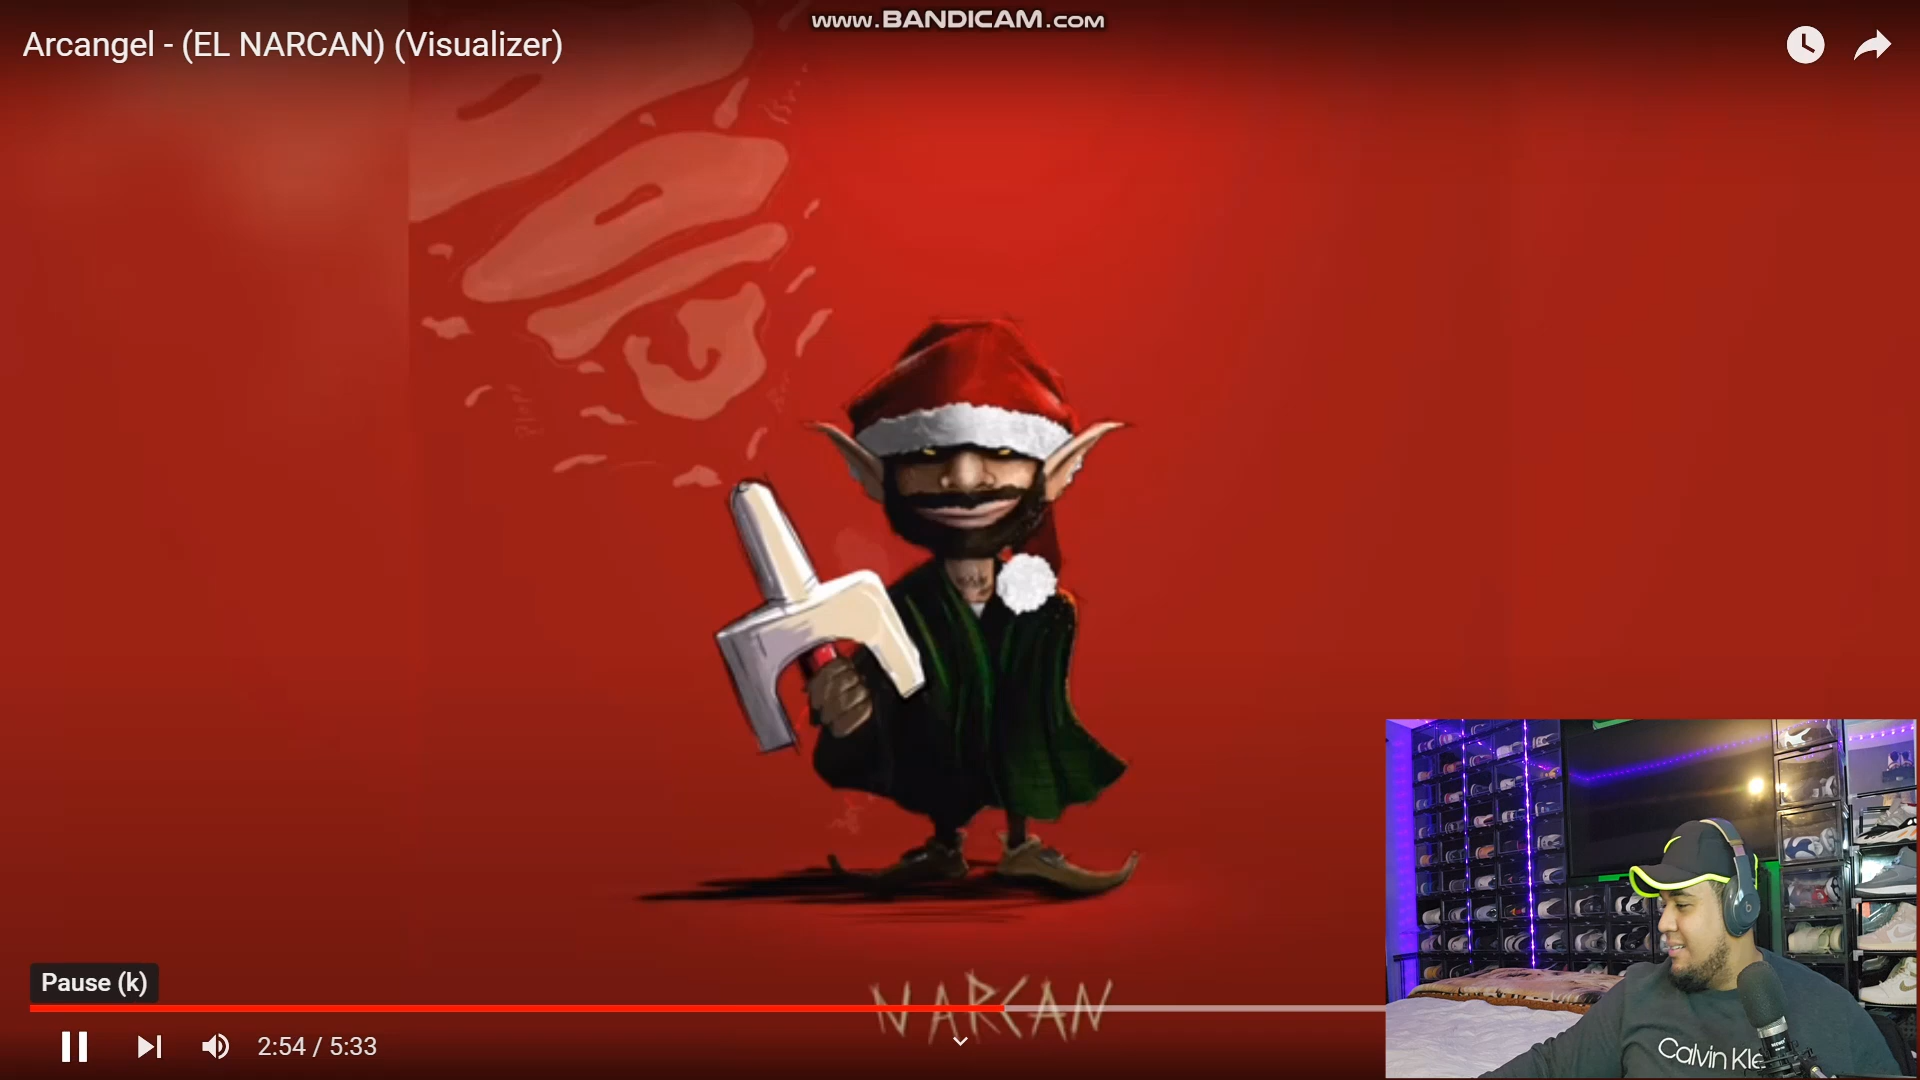 www.BANDICAM.com
Arcangel - (EL NARCAN) (Visualizer)
Pause (k)
NARCAN
2:54 / 5:33
Calvin Kle